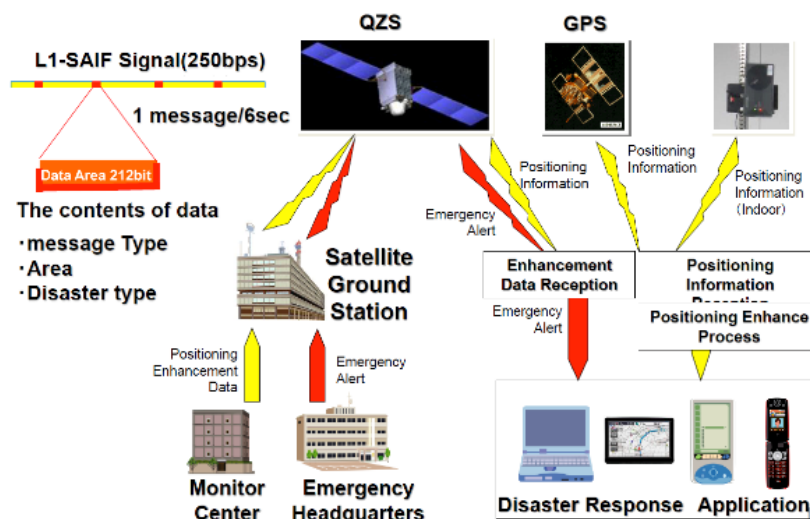 QZS
GPS
L1-SAIF Signal(250bps)
1 message/6sec
Data Area 212bit
The contents of data
・message Type
・Area
・Disaster type
Satellite
Ground
Station
Positioning
Information
Positioning
Information
Positioning
Information
(Indoor)
Emergency
Alert
Enhancement
Data Reception
Positioning
Information
Emergency
Alert
Positioning Enhance
Process
Positioning
Enhancement
Data
Emergency
Alert
Monitor
Center
Emergency
Headquarters
Disaster Response
Application